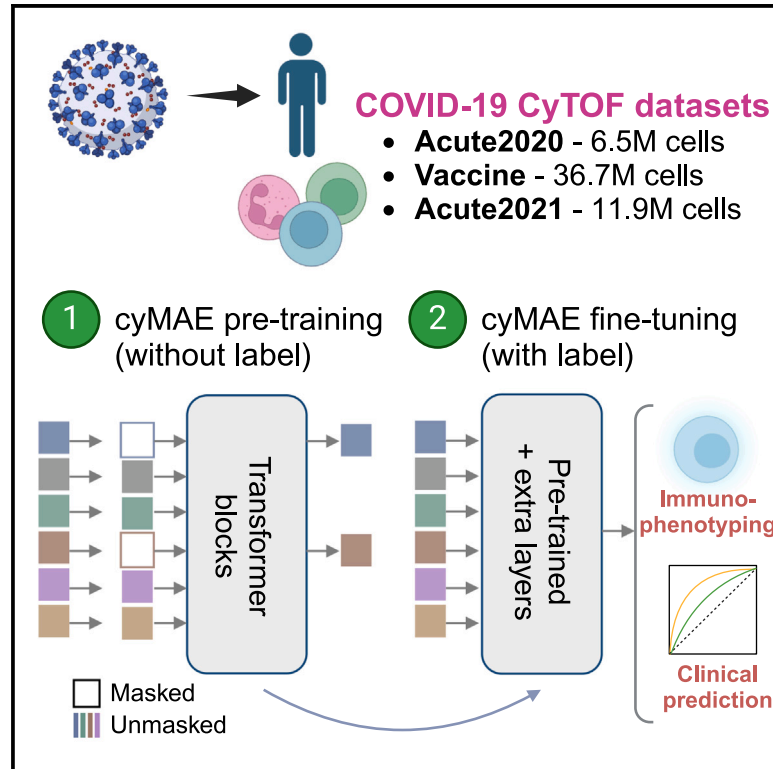 COVID-19 CyTOF datasets
• Acute2020 - 6.5M cells
• Vaccine - 36.7M cells
• Acute2021 - 11.9M cells
1 cyMAE pre-training
(without label)
2 cyMAE fine-tuning
(with label)
Transformer
blocks
Pre-trained
+ extra layers
Immuno-
phenotyping
Clinical
prediction
Masked
Unmasked